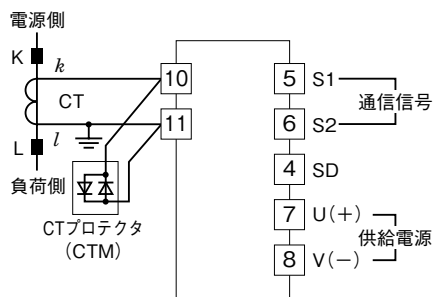 電源側
K
k
CT
L
l
負荷側
CTプロテクタ
(CTM)
10
11
5 S1
6 S2
通信信号
4 SD
7 U(+)
8 V(−)
供給電源